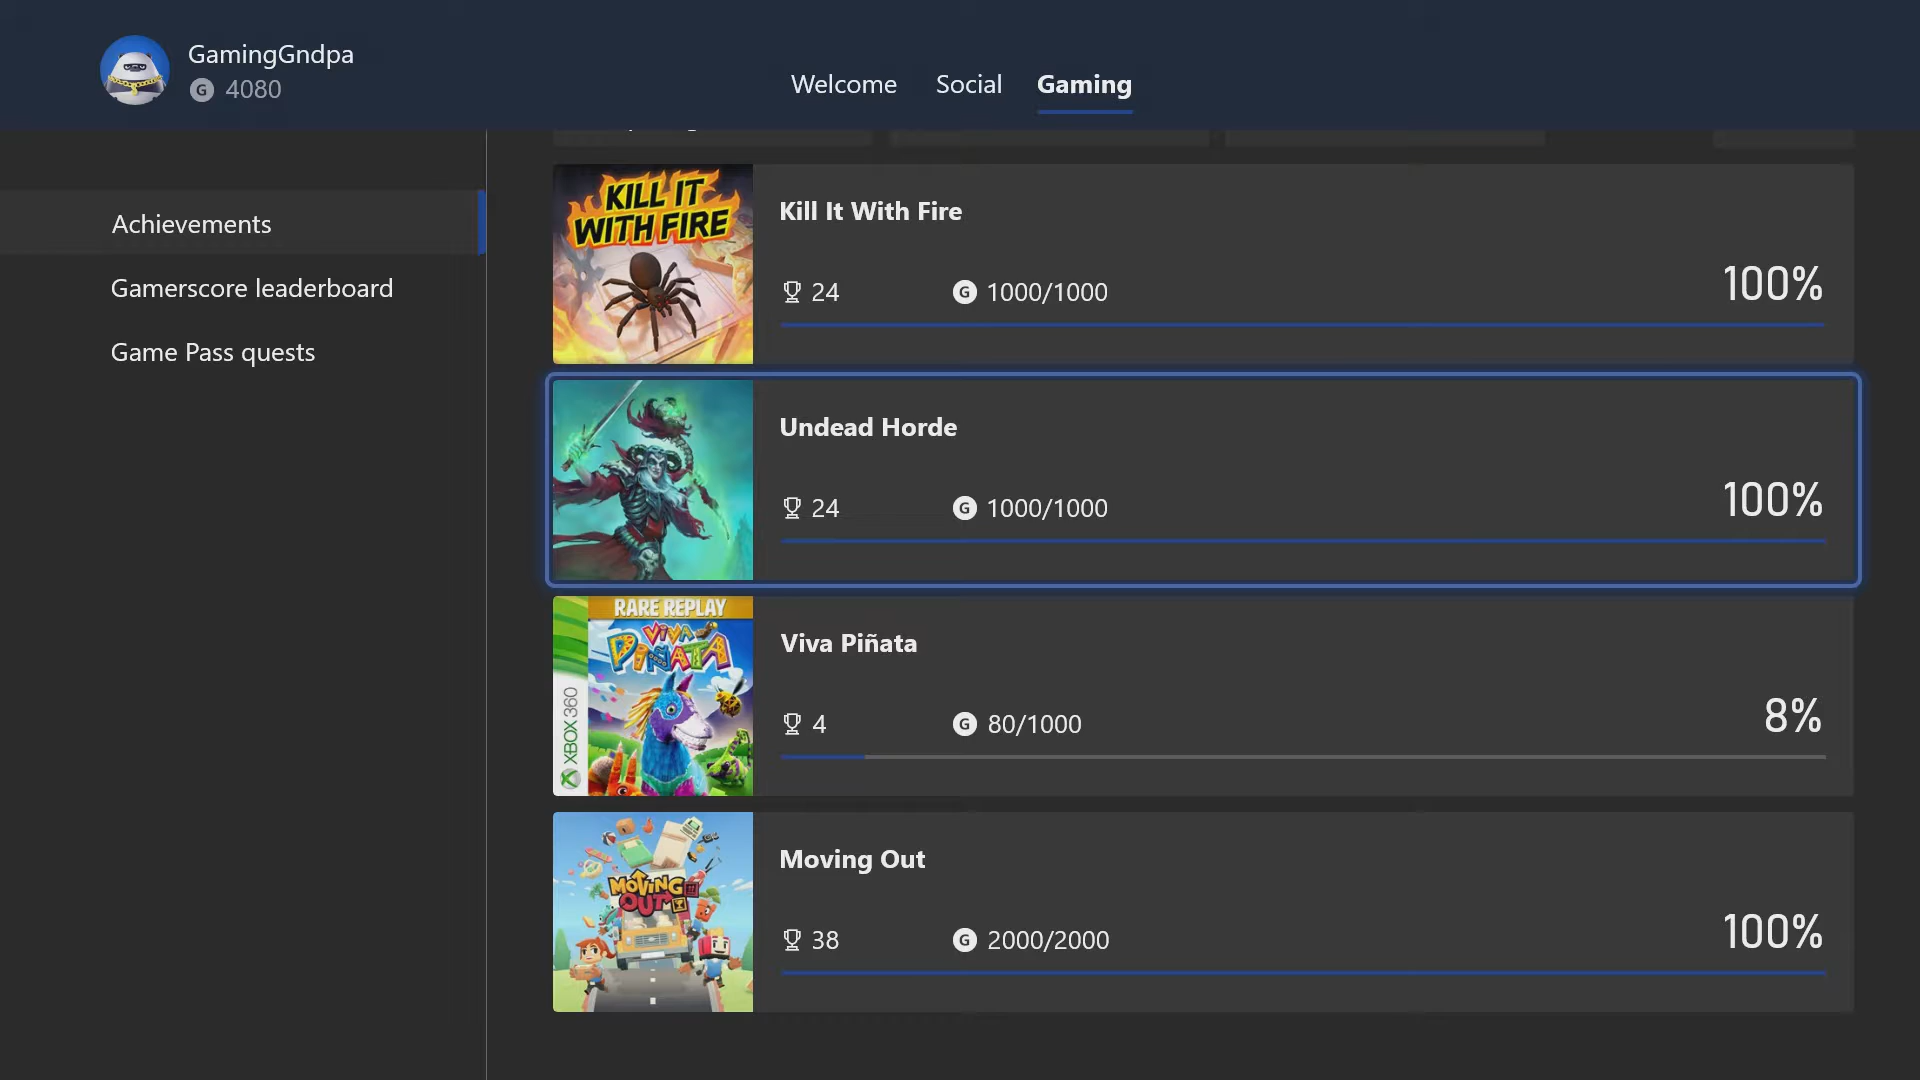 GamingGndpa
G 4080
Welcome Social Gaming
Achievements
Gamerscore leaderboard
Game Pass quests
KILL IT
WITH FIRE
Kill It With Fire
24 G 1000/1000
100%
Undead Horde
24 G 1000/1000
100%
RARE REPLAY
VIVA
PIÑATA
XBOX 360
Viva Piñata
4 G 80/1000
8%
MOVING
OUT
Moving Out
38 G 2000/2000
100%